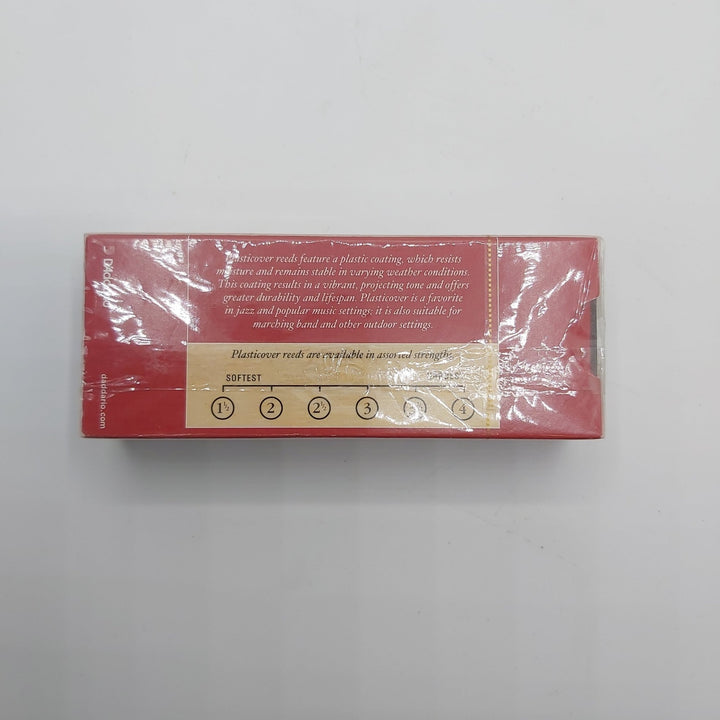 Plasticover reeds feature a plastic coating, which resists
moisture and remains stable in varying weather conditions.
This coating results in a vibrant, projecting tone and offers
greater durability and lifespan. Plasticover is a favorite
in jazz and popular music settings; it is also suitable for
marching band and other outdoor settings.
Plasticover reeds are available in assorted strengths
SOFTEST
1½ 2 2½ 3 4
daddario.com